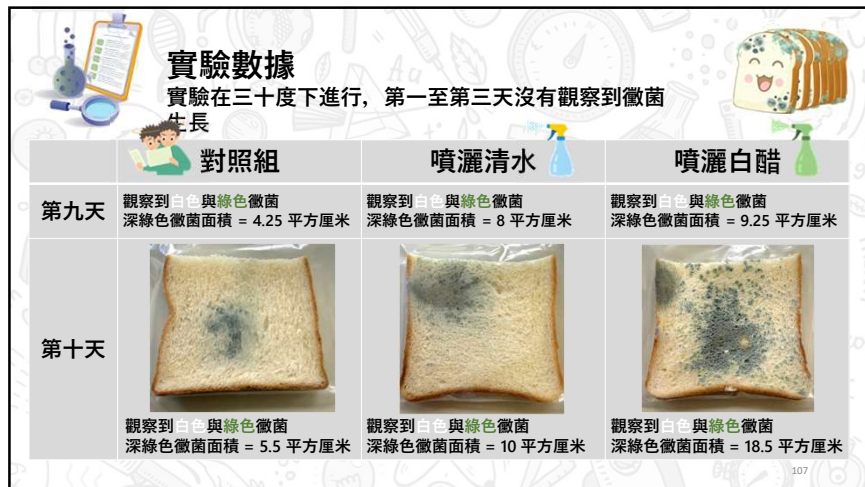 實驗數據
實驗在三十度下進行，第一至第三天沒有觀察到黴菌
生長
對照組
噴灑清水
噴灑白醋
第九天
觀察到白色與綠色黴菌
深綠色黴菌面積 = 4.25 平方厘米
觀察到白色與綠色黴菌
深綠色黴菌面積 = 8 平方厘米
觀察到白色與綠色黴菌
深綠色黴菌面積 = 9.25 平方厘米
第十天
觀察到白色與綠色黴菌
深綠色黴菌面積 = 5.5 平方厘米
觀察到白色與綠色黴菌
深綠色黴菌面積 = 10 平方厘米
觀察到白色與綠色黴菌
深綠色黴菌面積 = 18.5 平方厘米
107